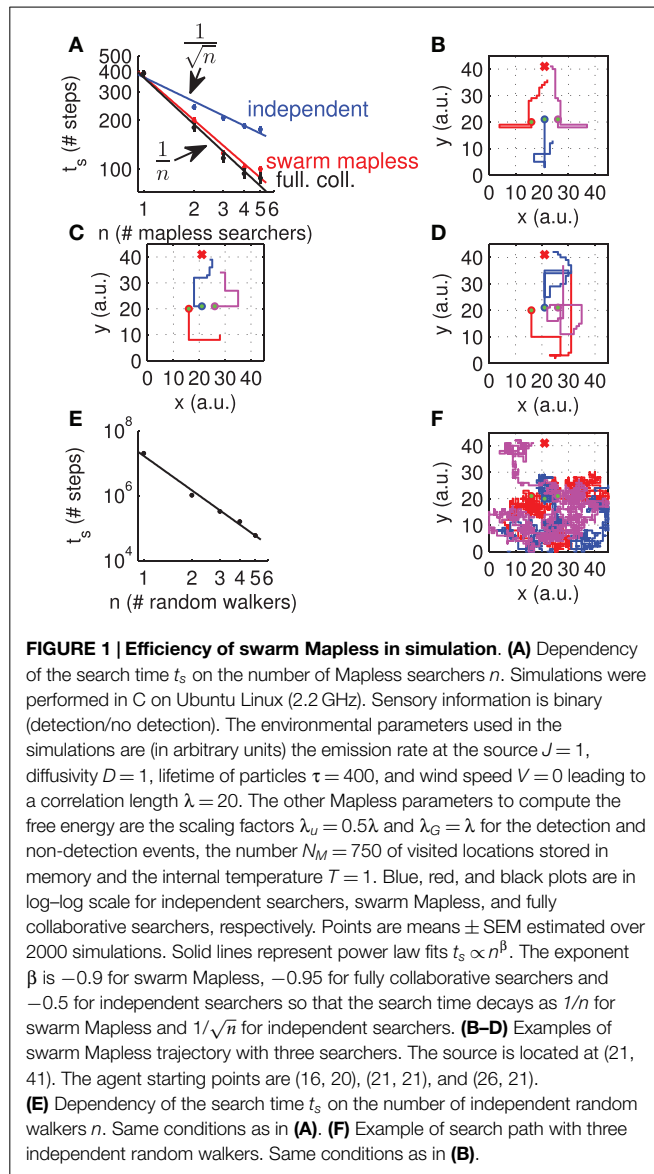 A
500
400
300
200
100
t_s (# steps)
1/√n
independent
1/n
swarm mapless
full. coll.
1 2 3 4 5 6
n (# mapless searchers)
B
40
30
20
10
0
y (a.u.)
0 20 40
x (a.u.)
C
40
30
20
10
0
y (a.u.)
0 20 40
x (a.u.)
D
40
30
20
10
0
y (a.u.)
0 20 40
x (a.u.)
E
10^8
10^6
10^4
t_s (# steps)
1 2 3 4 5 6
n (# random walkers)
F
40
30
20
10
0
y (a.u.)
0 20 40
x (a.u.)
FIGURE 1 | Efficiency of swarm Mapless in simulation. (A) Dependency
of the search time t_s on the number of Mapless searchers n. Simulations were
performed in C on Ubuntu Linux (2.2 GHz). Sensory information is binary
(detection/no detection). The environmental parameters used in the
simulations are (in arbitrary units) the emission rate at the source J = 1,
diffusivity D = 1, lifetime of particles τ = 400, and wind speed V = 0 leading to
a correlation length λ = 20. The other Mapless parameters to compute the
free energy are the scaling factors λ_u = 0.5λ and λ_G = λ for the detection and
non-detection events, the number N_M = 750 of visited locations stored in
memory and the internal temperature T = 1. Blue, red, and black plots are in
log–log scale for independent searchers, swarm Mapless, and fully
collaborative searchers, respectively. Points are means ± SEM estimated over
2000 simulations. Solid lines represent power law fits t_s ∝ n^β. The exponent
β is −0.9 for swarm Mapless, −0.95 for fully collaborative searchers and
−0.5 for independent searchers so that the search time decays as 1/n for
swarm Mapless and 1/√n for independent searchers. (B–D) Examples of
swarm Mapless trajectory with three searchers. The source is located at (21,
41). The agent starting points are (16, 20), (21, 21), and (26, 21).
(E) Dependency of the search time t_s on the number of independent random
walkers n. Same conditions as in (A). (F) Example of search path with three
independent random walkers. Same conditions as in (B).